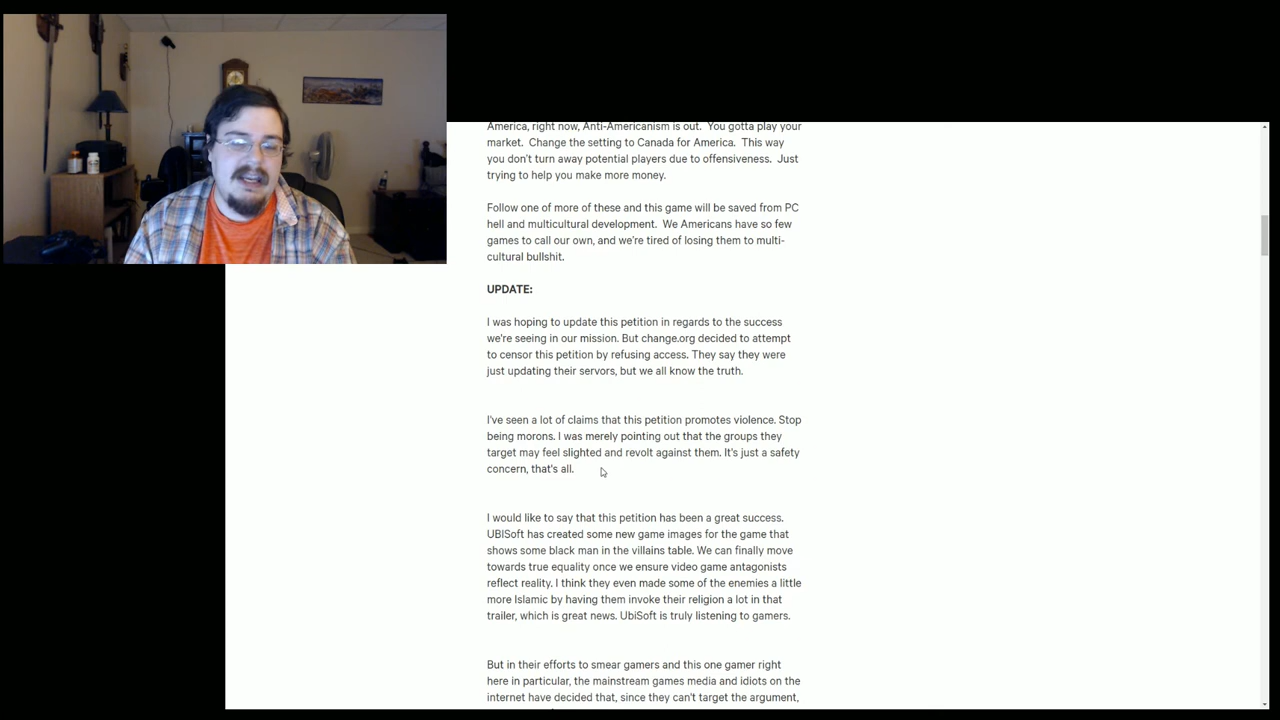 America, right now, Anti-Americanism is out. You gotta play your
market. Change the setting to Canada for America. This way
you don't turn away potential players due to offensiveness. Just
trying to help you make more money.
Follow one of more of these and this game will be saved from PC
hell and multicultural development. We Americans have so few
games to call our own, and we're tired of losing them to multi-
cultural bullshit.
UPDATE:
I was hoping to update this petition in regards to the success
we're seeing in our mission. But change.org decided to attempt
to censor this petition by refusing access. They say they were
just updating their servors, but we all know the truth.
I've seen a lot of claims that this petition promotes violence. Stop
being morons. I was merely pointing out that the groups they
target may feel slighted and revolt against them. It's just a safety
concern, that's all.
I would like to say that this petition has been a great success.
UBISoft has created some new game images for the game that
shows some black man in the villains table. We can finally move
towards true equality once we ensure video game antagonists
reflect reality. I think they even made some of the enemies a little
more Islamic by having them invoke their religion a lot in that
trailer, which is great news. UbiSoft is truly listening to gamers.
But in their efforts to smear gamers and this one gamer right
here in particular, the mainstream games media and idiots on the
internet have decided that, since they can't target the argument,